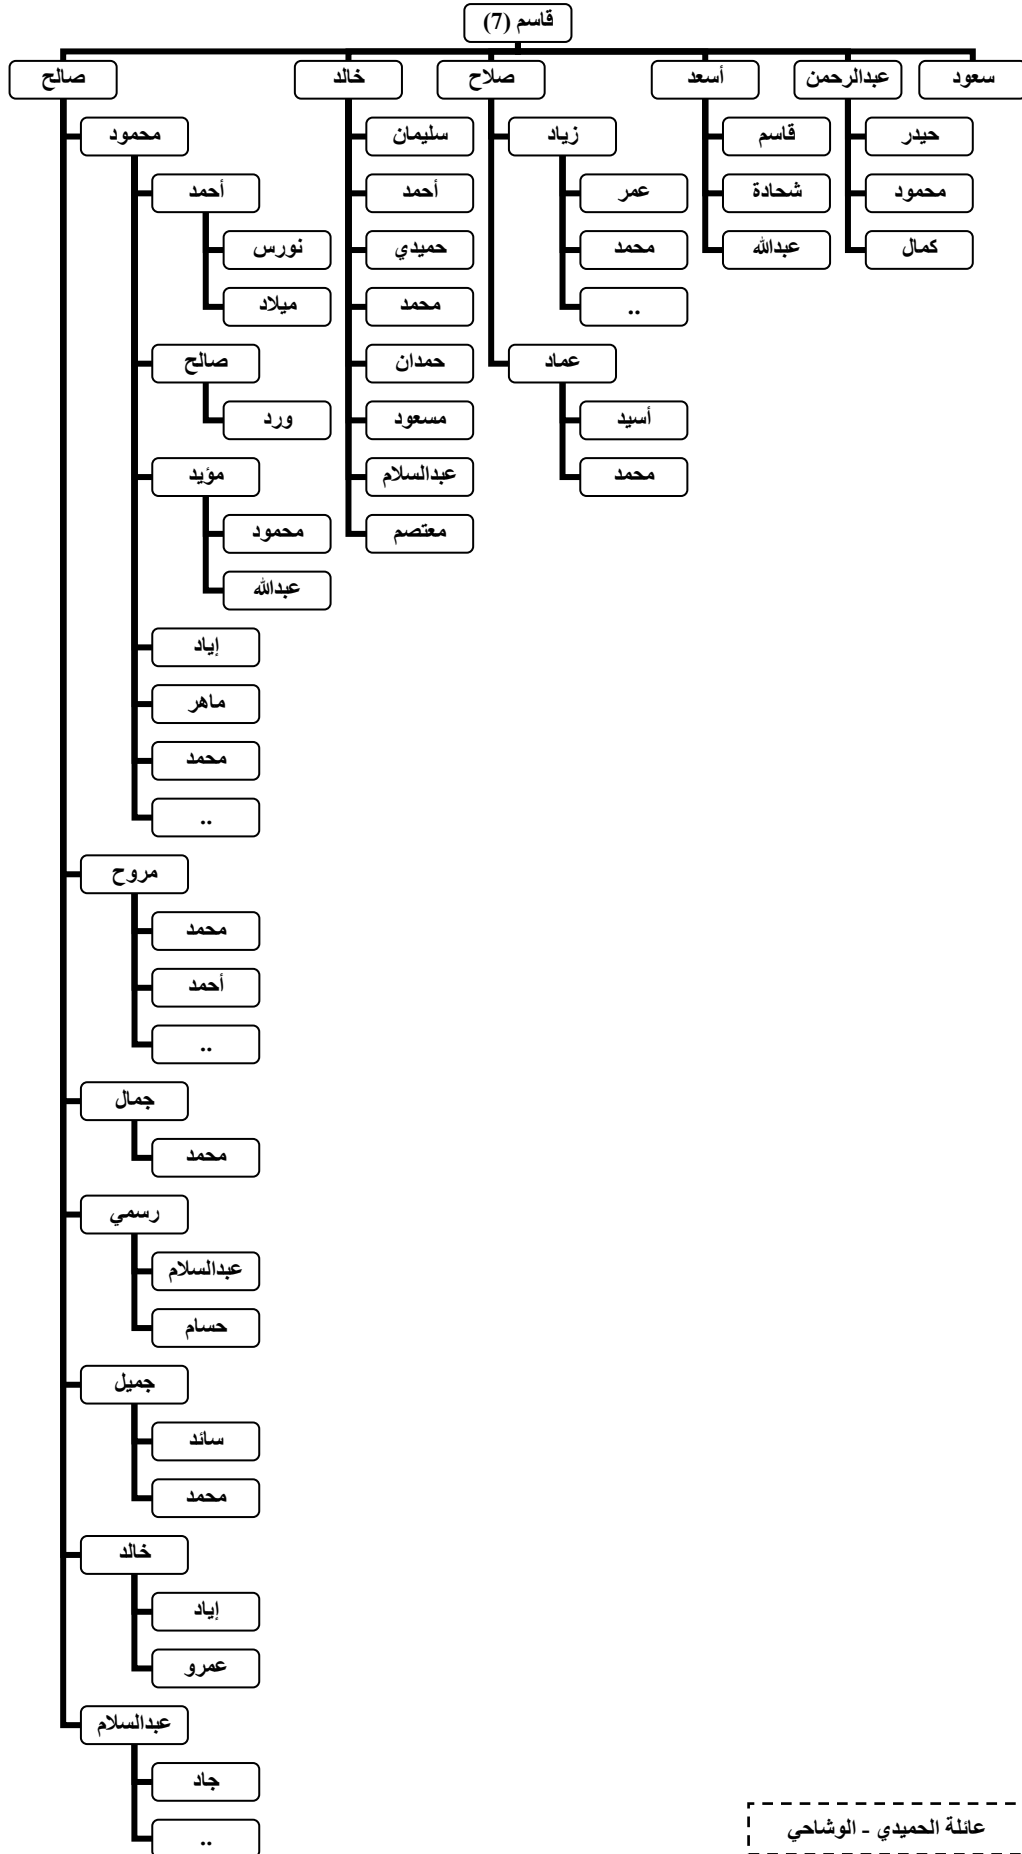 قاسم (7)
سعود
عبدالرحمن
أسعد
صلاح
خالد
صالح
حيدر
محمود
كمال
قاسم
شحادة
عبدالله
زياد
عمر
محمد
..
عماد
أسيد
محمد
سليمان
أحمد
حميدي
محمد
حمدان
مسعود
عبدالسلام
معتصم
محمود
أحمد
نورس
ميلاد
صالح
ورد
مؤيد
محمود
عبدالله
إياد
ماهر
محمد
..
مروح
محمد
أحمد
..
جمال
محمد
رسمي
عبدالسلام
حسام
جميل
سائد
محمد
خالد
إياد
عمرو
عبدالسلام
جاد
..
عائلة الحميدي - الوشاحي